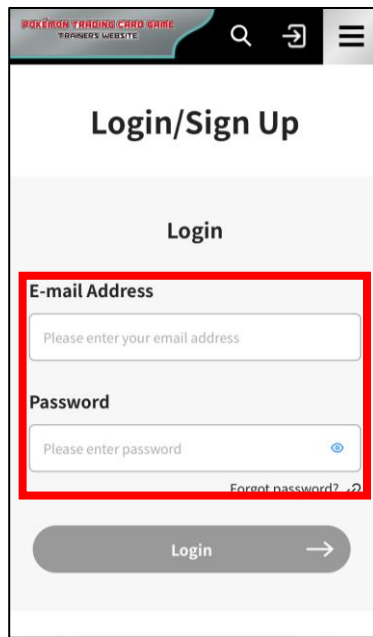 POKÉMON TRADING CARD GAME
TRAINERS WEBSITE
Login/Sign Up
Login
E-mail Address
Please enter your email address
Password
Please enter password
Forgot password?
Login